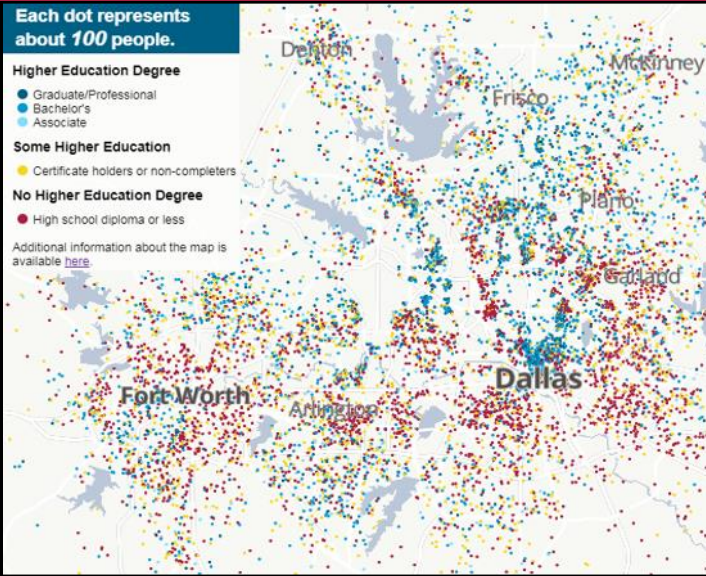 Each dot represents
about 100 people.
Higher Education Degree
Graduate/Professional
Bachelor's
Associate
Some Higher Education
Certificate holders or non-completers
No Higher Education Degree
High school diploma or less
Additional information about the map is
available here.
Denton
McKinney
Frisco
Plano
Garland
Dallas
Fort Worth
Arlington